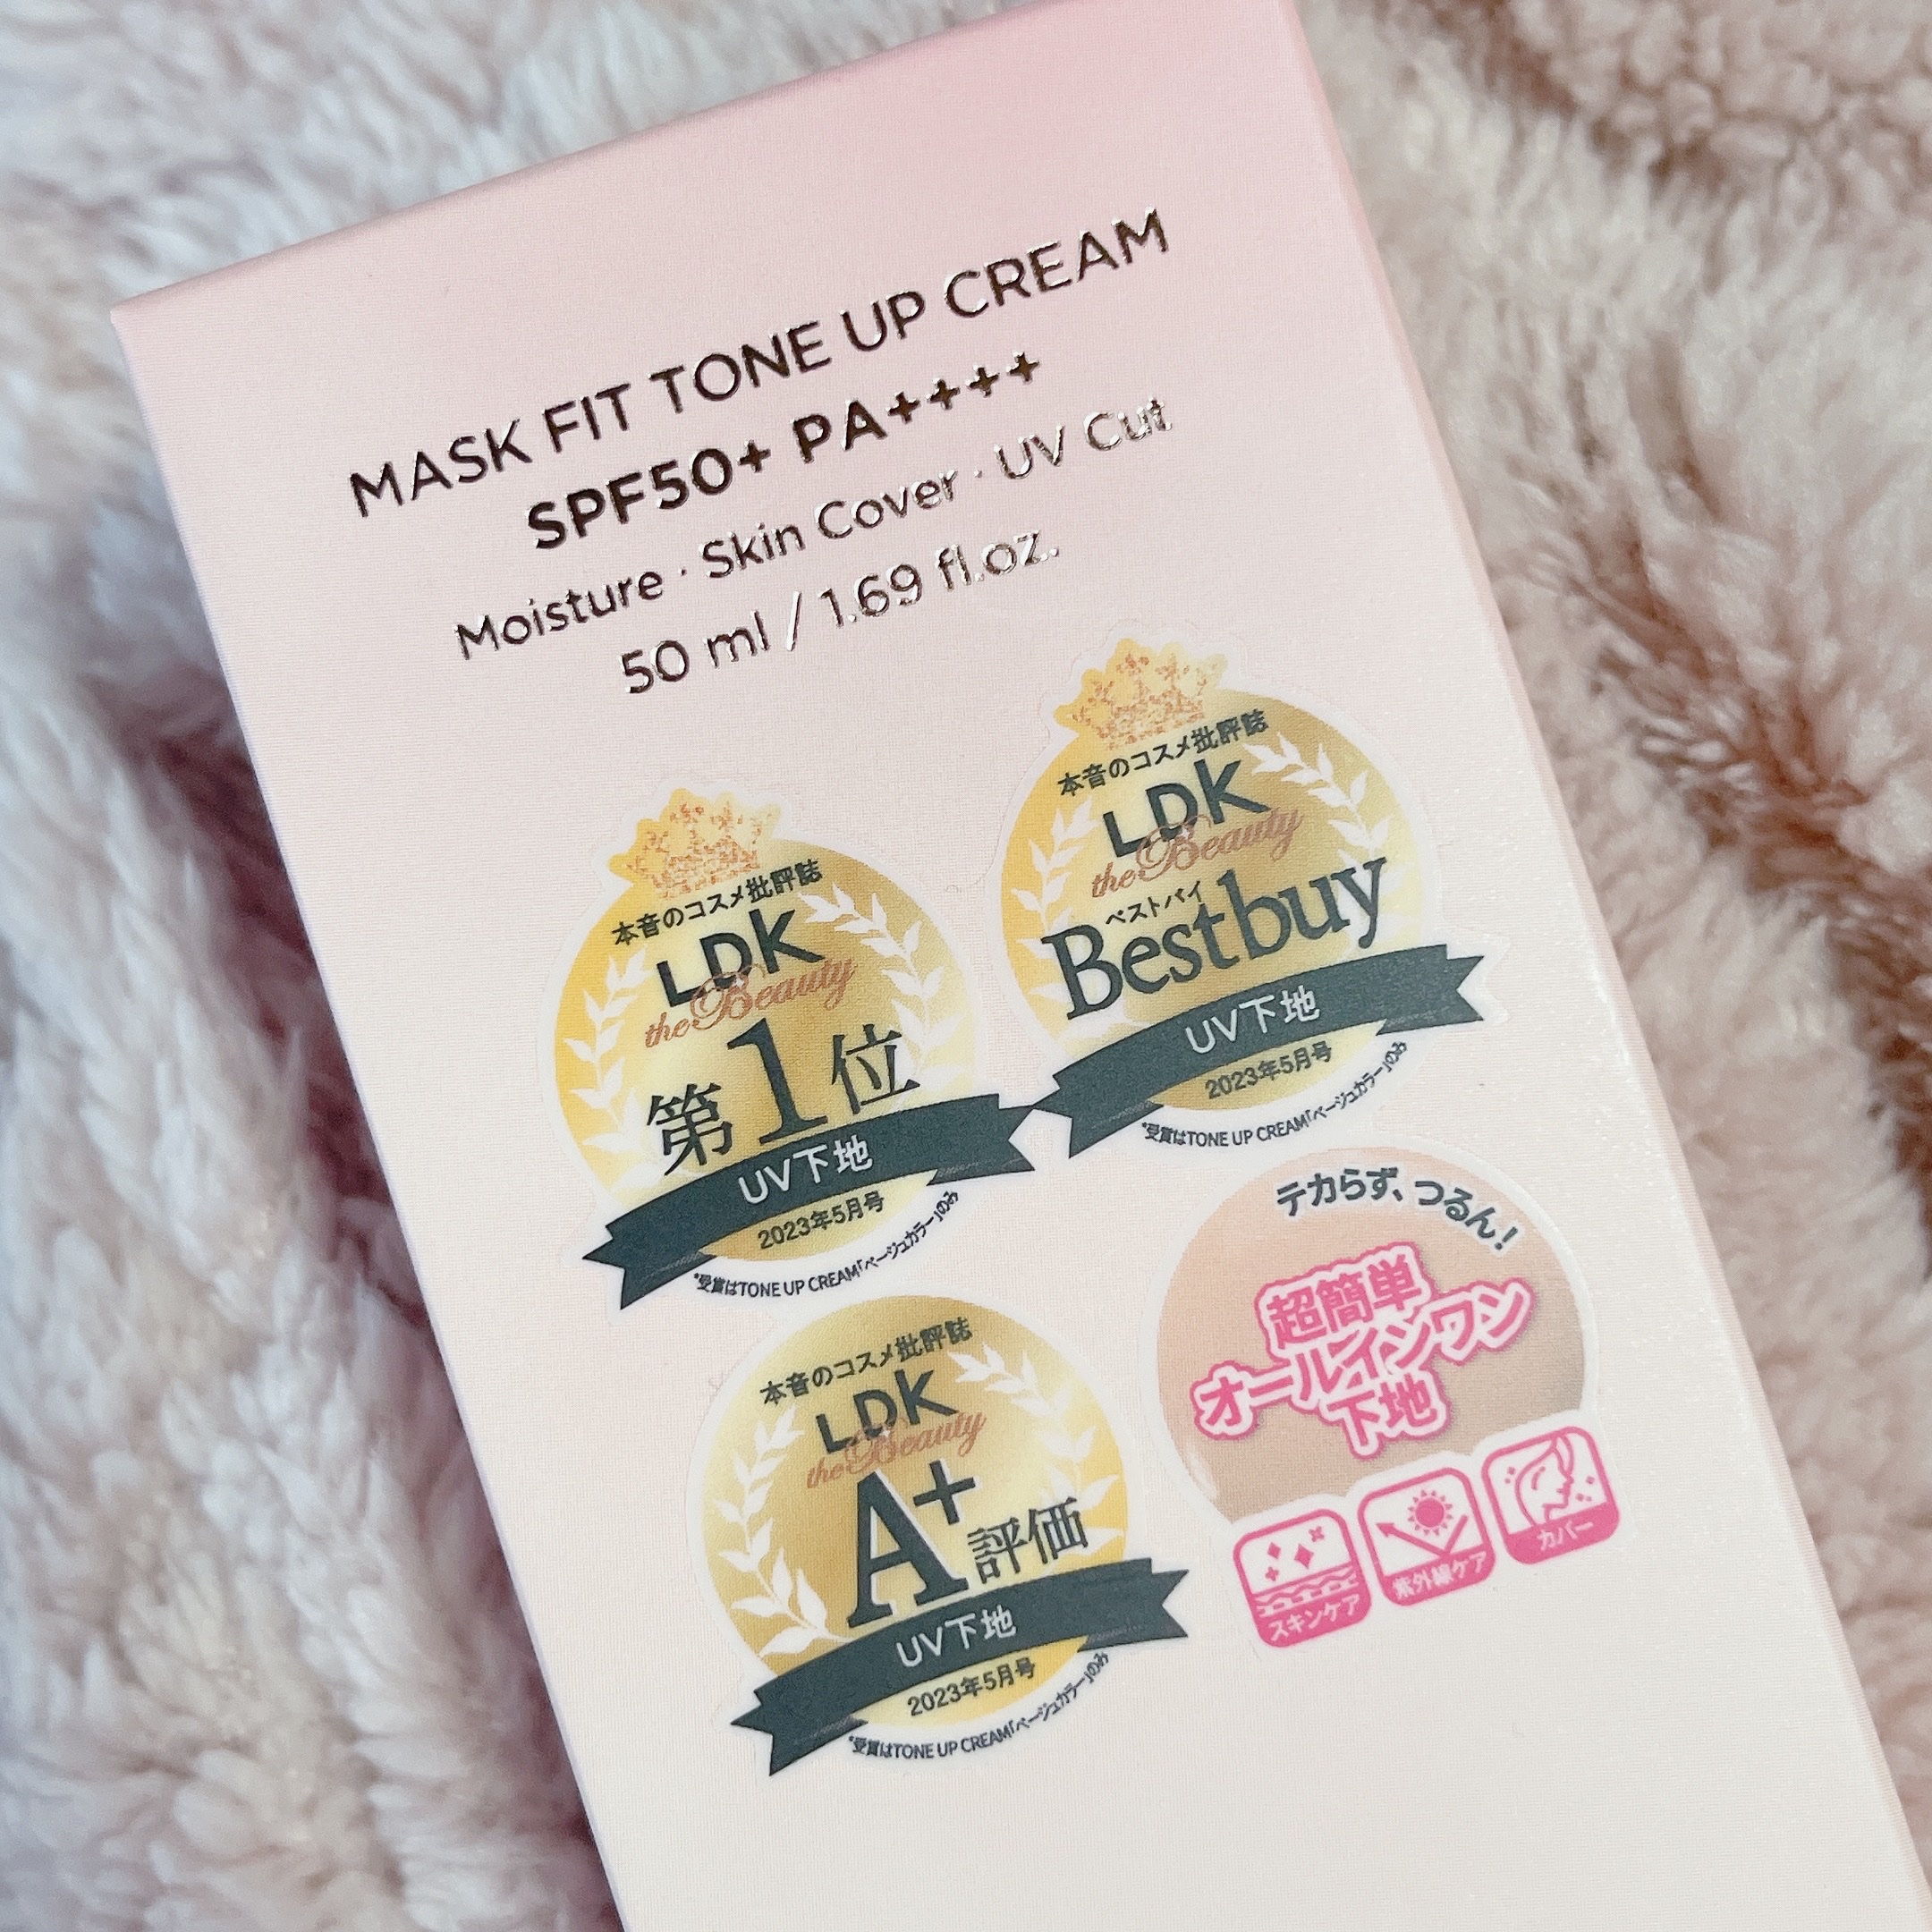 MASK FIT TONE UP CREAM
SPF50+ PA++++
Moisture · Skin Cover · UV Cut
50 ml / 1.69 fl.oz.
本音のコスメ批評誌
LDK
the Beauty
第1位
UV下地
2023年5月号
*受賞はTONE UP CREAM「ベージュカラー」のみ
本音のコスメ批評誌
LDK
the Beauty
ベストバイ
Bestbuy
UV下地
2023年5月号
*受賞はTONE UP CREAM「ベージュカラー」のみ
本音のコスメ批評誌
LDK
the Beauty
A+評価
UV下地
2023年5月号
*受賞はTONE UP CREAM「ベージュカラー」のみ
テカらず、つるん!
超簡単
オールインワン
下地
スキンケア
紫外線ケア
カバー